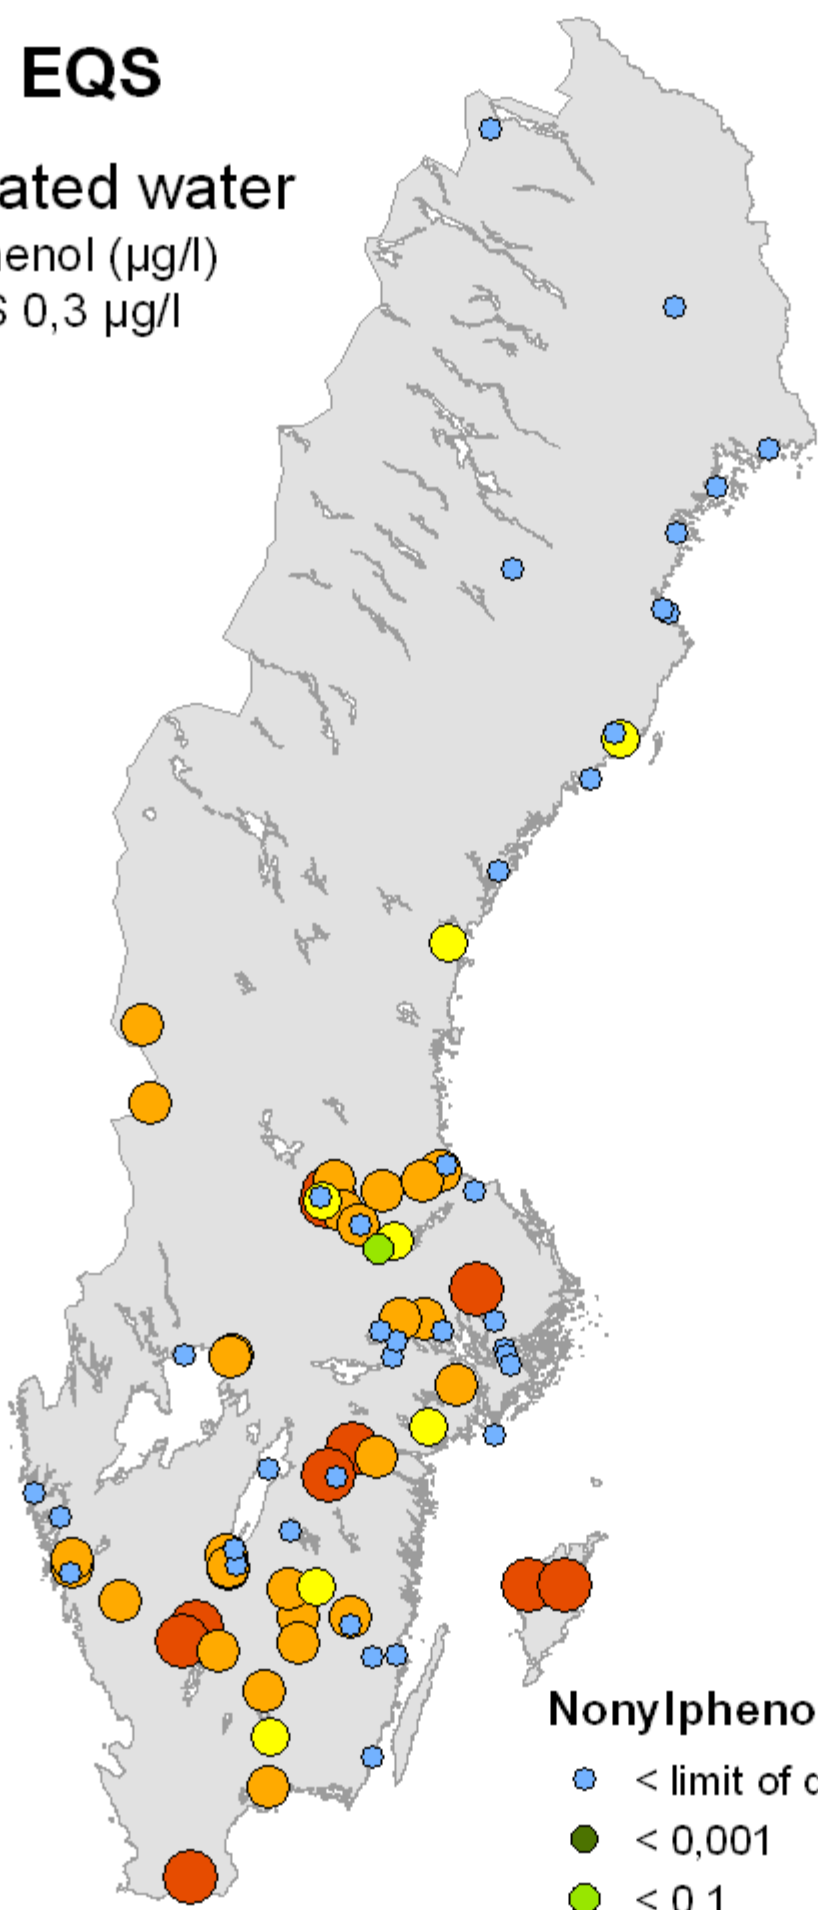 EQS
ated water
enol (µg/l)
S 0,3 µg/l
Nonylpheno
< limit of d
< 0,001
< 0,1